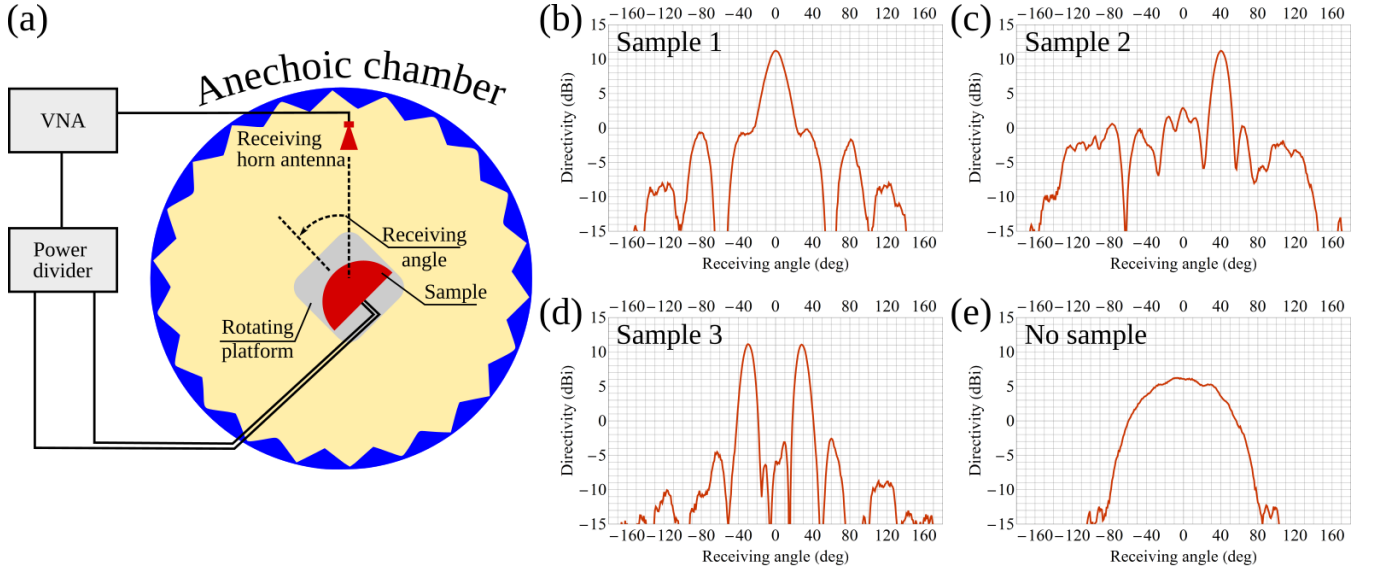 (a)
Anechoic chamber
VNA
Receiving
horn antenna
Power
divider
Receiving
angle
Sample
Rotating
platform
(b)
−160 −120 −80 −40 0 40 80 120 160
Sample 1
15
10
5
0
−5
−10
−15
Directivity (dBi)
−160 −120 −80 −40 0 40 80 120 160
Receiving angle (deg)
(c)
−160 −120 −80 −40 0 40 80 120 160
Sample 2
15
10
5
0
−5
−10
−15
Directivity (dBi)
−160 −120 −80 −40 0 40 80 120 160
Receiving angle (deg)
(d)
−160 −120 −80 −40 0 40 80 120 160
Sample 3
15
10
5
0
−5
−10
−15
Directivity (dBi)
−160 −120 −80 −40 0 40 80 120 160
Receiving angle (deg)
(e)
−160 −120 −80 −40 0 40 80 120 160
No sample
15
10
5
0
−5
−10
−15
Directivity (dBi)
−160 −120 −80 −40 0 40 80 120 160
Receiving angle (deg)